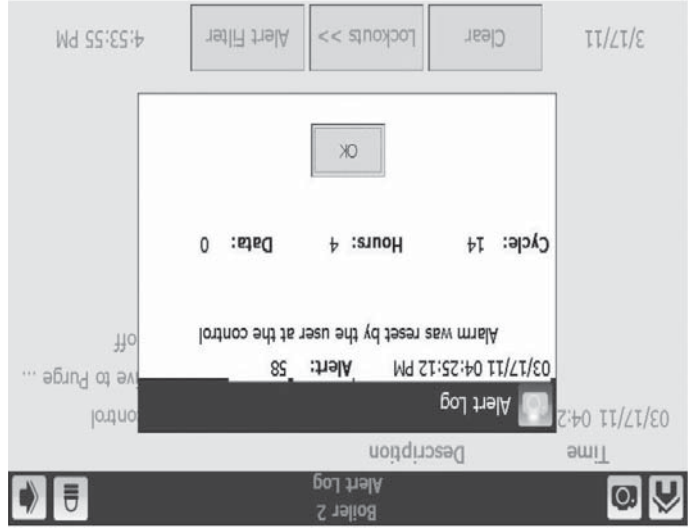 Boiler 2
Alert Log
Time Description
03/17/11 04:2
ontrol
ve to Purge ...
off
Alert Log
03/17/11 04:25:12 PM Alert: 58
Alarm was reset by the user at the control
Cycle: 14 Hours: 4 Data: 0
OK
3/17/11 Clear Lockouts >> Alert Filter 4:53:55 PM